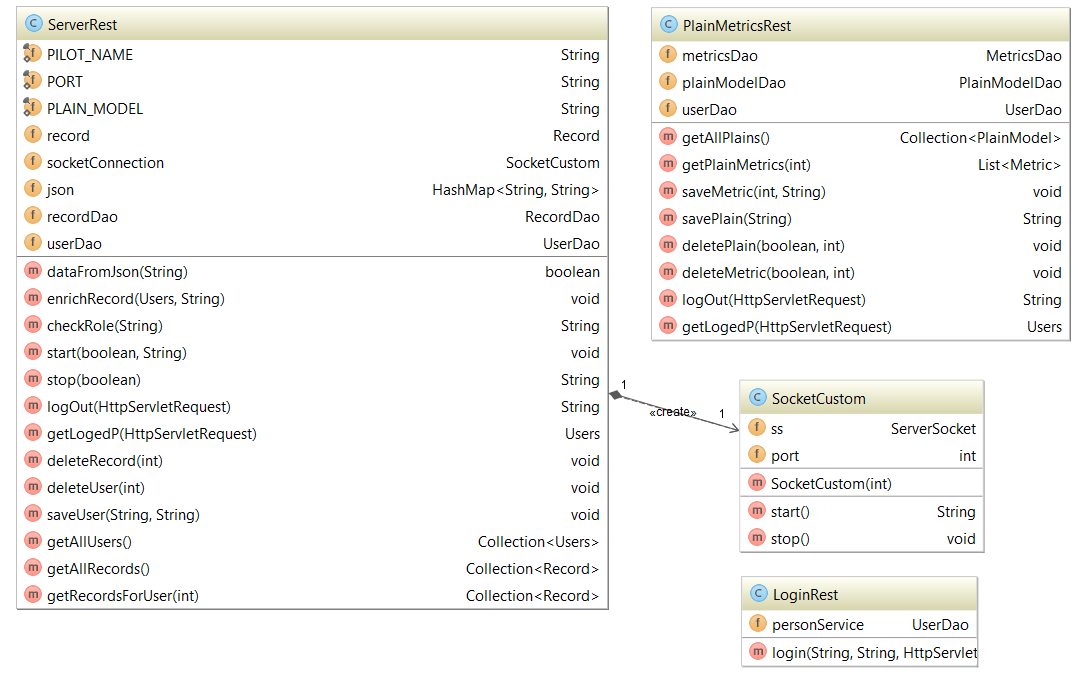 C ServerRest
f PILOT_NAME String
f PORT String
f PLAIN_MODEL String
f record Record
f socketConnection SocketCustom
f json HashMap<String, String>
f recordDao RecordDao
f userDao UserDao
m dataFromJson(String) boolean
m enrichRecord(Users, String) void
m checkRole(String) String
m start(boolean, String) void
m stop(boolean) String
m logOut(HttpServletRequest) String
m getLogedP(HttpServletRequest) Users
m deleteRecord(int) void
m deleteUser(int) void
m saveUser(String, String) void
m getAllUsers() Collection<Users>
m getAllRecords() Collection<Record>
m getRecordsForUser(int) Collection<Record>
C PlainMetricsRest
f metricsDao MetricsDao
f plainModelDao PlainModelDao
f userDao UserDao
m getAllPlains() Collection<PlainModel>
m getPlainMetrics(int) List<Metric>
m saveMetric(int, String) void
m savePlain(String) String
m deletePlain(boolean, int) void
m deleteMetric(boolean, int) void
m logOut(HttpServletRequest) String
m getLogedP(HttpServletRequest) Users
1
«create»
1
C SocketCustom
f ss ServerSocket
f port int
m SocketCustom(int)
m start() String
m stop() void
C LoginRest
f personService UserDao
m login(String, String, HttpServlet